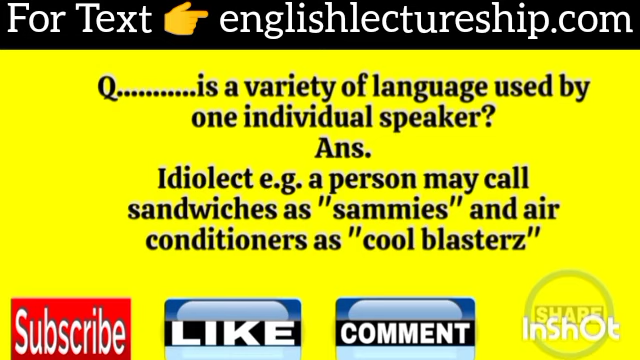 For Text 👉 englishlectureship.com
Q...........is a variety of language used by
one individual speaker?
Ans.
Idiolect e.g. a person may call
sandwiches as "sammies" and air
conditioners as "cool blasterz"
Subscribe
LIKE
COMMENT
SHARE
InShOt